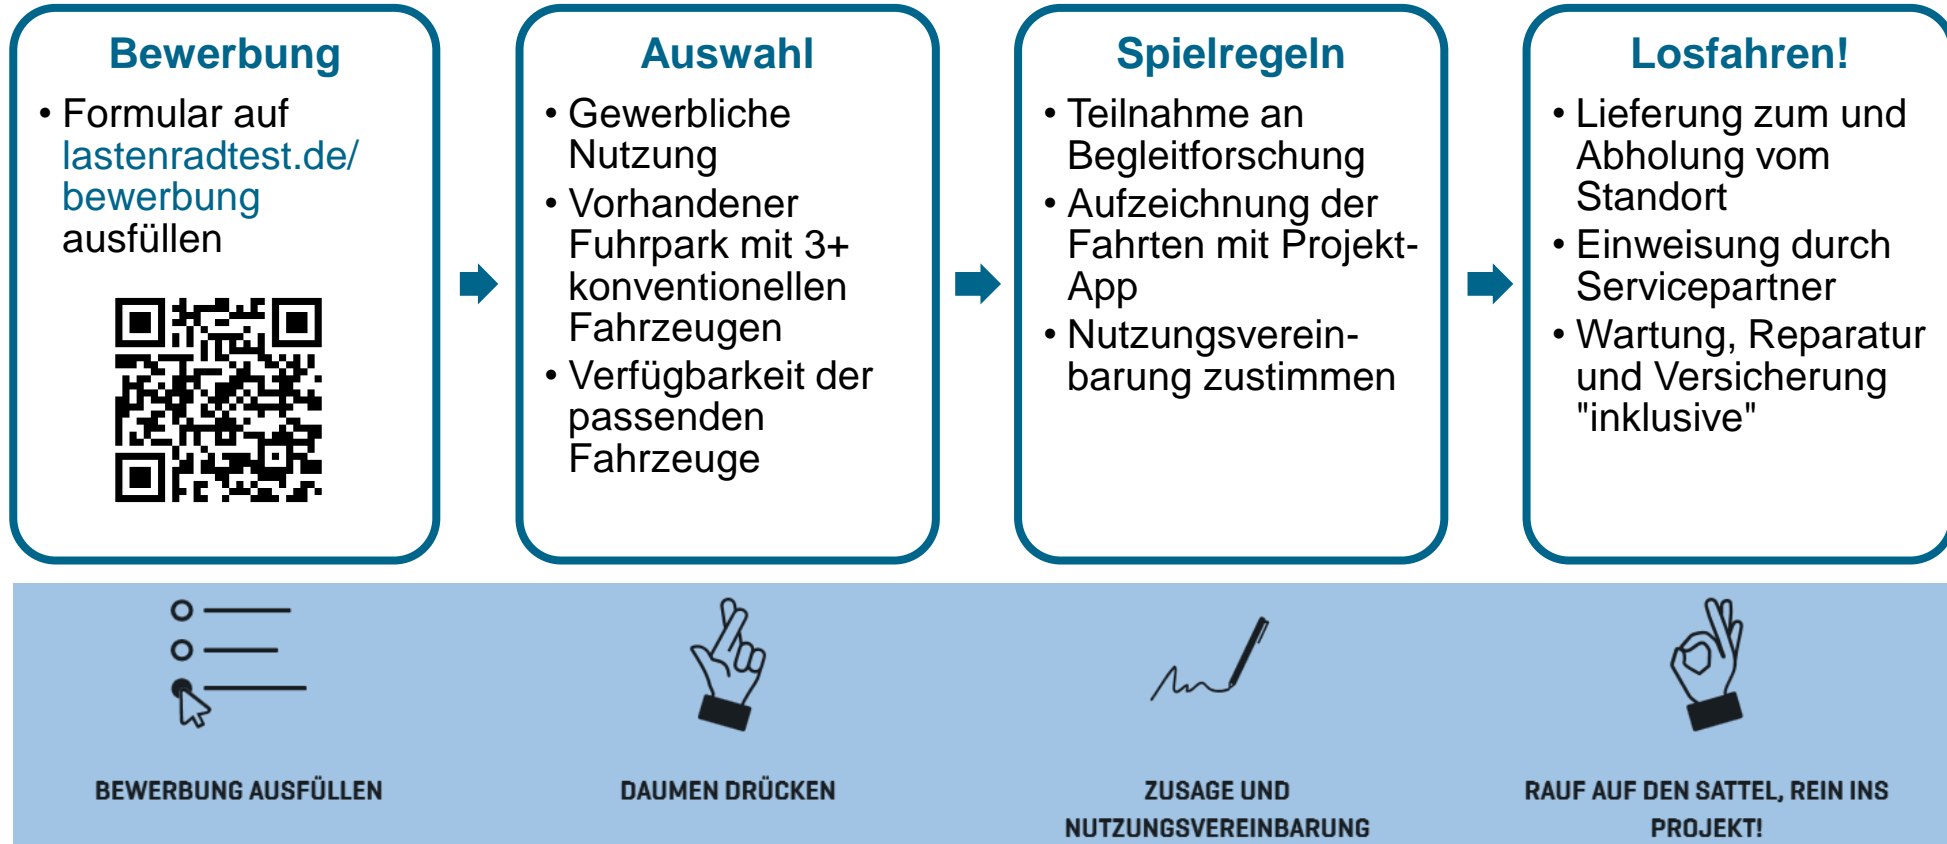 Bewerbung
• Formular auf
lastenradtest.de/
bewerbung
ausfüllen
Auswahl
• Gewerbliche
Nutzung
• Vorhandener
Fuhrpark mit 3+
konventionellen
Fahrzeugen
• Verfügbarkeit der
passenden
Fahrzeuge
Spielregeln
• Teilnahme an
Begleitforschung
• Aufzeichnung der
Fahrten mit Projekt-
App
• Nutzungsverein-
barung zustimmen
Losfahren!
• Lieferung zum und
Abholung vom
Standort
• Einweisung durch
Servicepartner
• Wartung, Reparatur
und Versicherung
"inklusive"
BEWERBUNG AUSFÜLLEN
DAUMEN DRÜCKEN
ZUSAGE UND
NUTZUNGSVEREINBARUNG
RAUF AUF DEN SATTEL, REIN INS
PROJEKT!